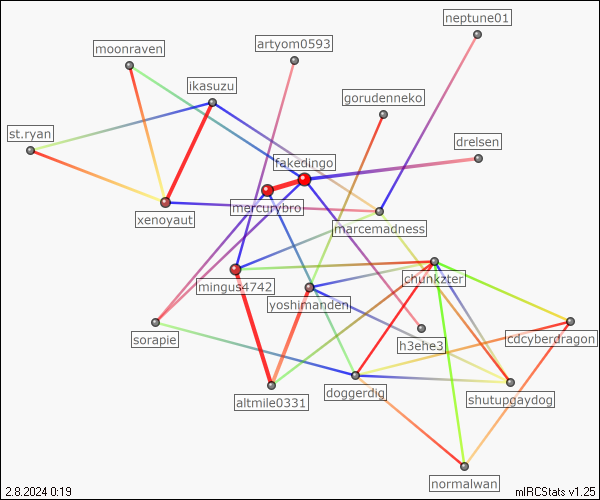 neptune01
artyom0593
moonraven
ikasuzu
gorudenneko
st.ryan
drelsen
fakedingo
mercurybro
xenoyaut
marcemadness
chunkzter
mingus4742
yoshimanden
sorapie
h3ehe3
cdcyberdragon
doggerdig
shutupgaydog
altmile0331
normalwan
2.8.2024 0:19
mIRCStats v1.25